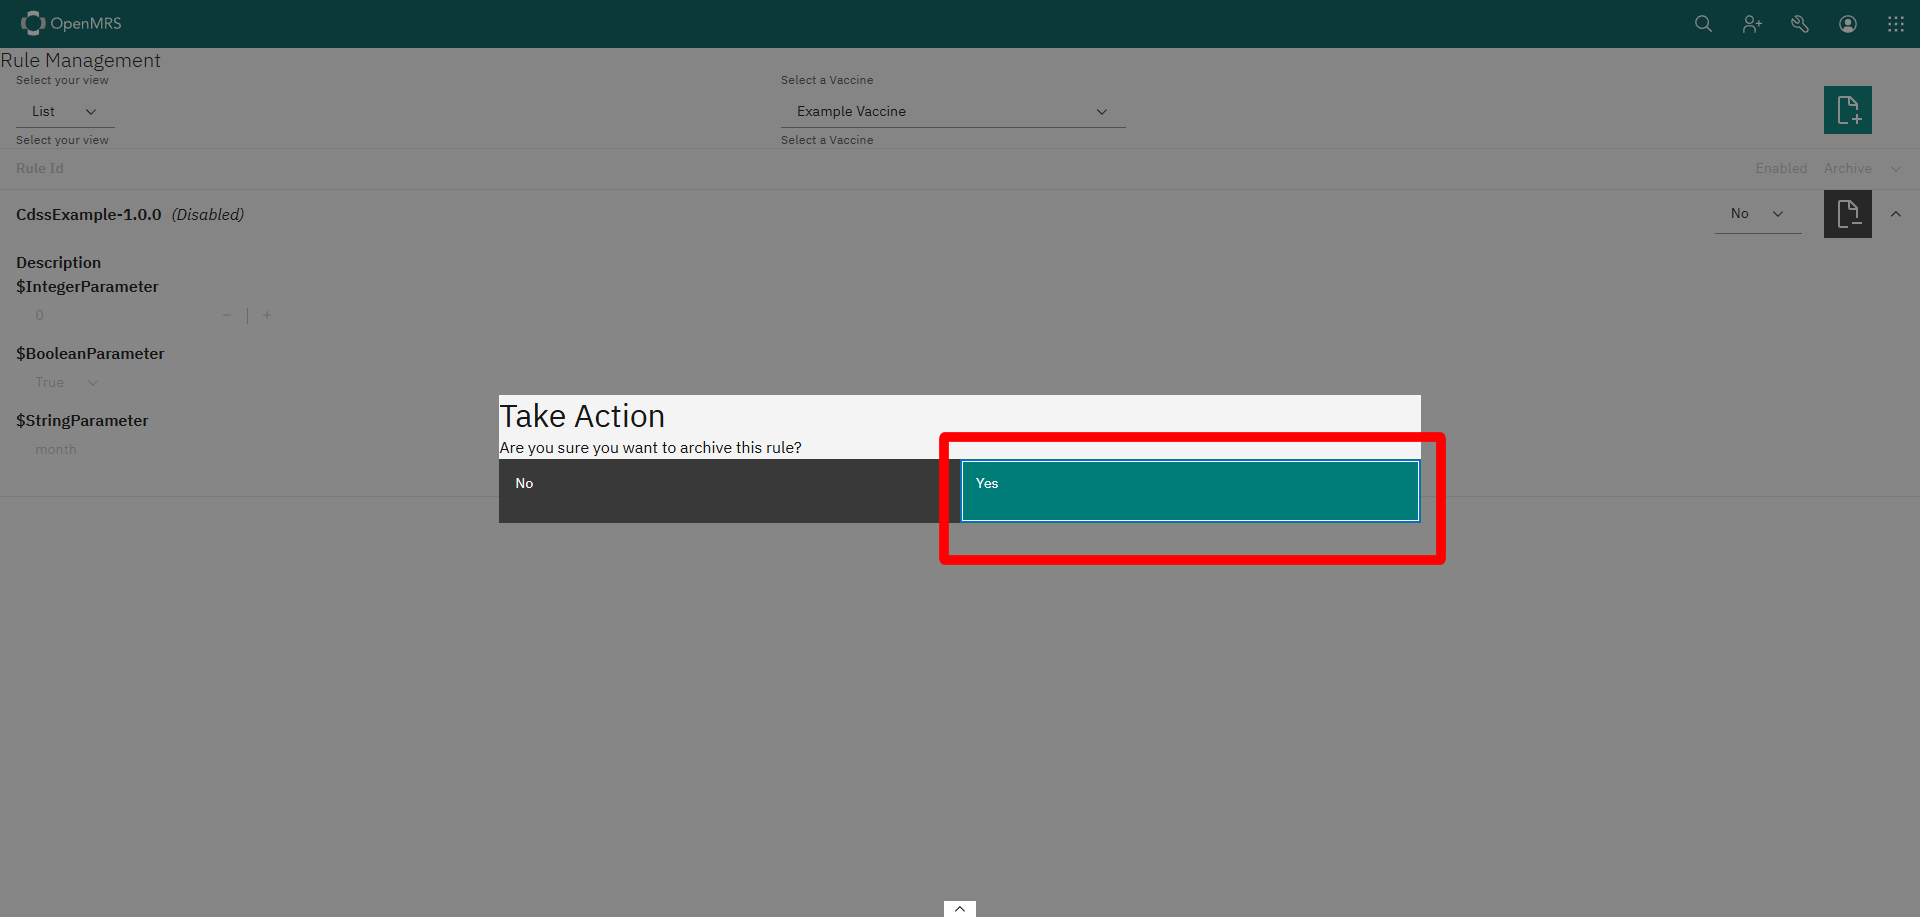 OpenMRS
Rule Management
Select your view
Select a Vaccine
List
Example Vaccine
Select your view
Select a Vaccine
Rule Id
Enabled
Archive
CdssExample-1.0.0 (Disabled)
No
Description
$IntegerParameter
0
$BooleanParameter
True
$StringParameter
month
Take Action
Are you sure you want to archive this rule?
No
Yes